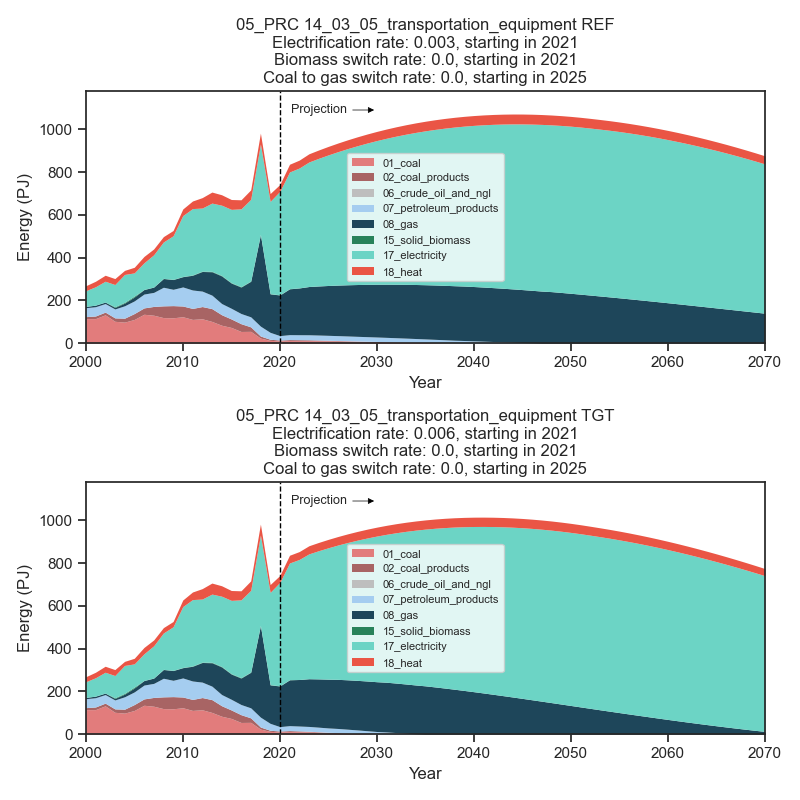 05_PRC 14_03_05_transportation_equipment REF
Electrification rate: 0.003, starting in 2021
Biomass switch rate: 0.0, starting in 2021
Coal to gas switch rate: 0.0, starting in 2025
Projection
1000
800
600
400
200
0
Energy (PJ)
01_coal
02_coal_products
06_crude_oil_and_ngl
07_petroleum_products
08_gas
15_solid_biomass
17_electricity
18_heat
2000 2010 2020 2030 2040 2050 2060 2070
Year
05_PRC 14_03_05_transportation_equipment TGT
Electrification rate: 0.006, starting in 2021
Biomass switch rate: 0.0, starting in 2021
Coal to gas switch rate: 0.0, starting in 2025
Projection
1000
800
600
400
200
0
Energy (PJ)
01_coal
02_coal_products
06_crude_oil_and_ngl
07_petroleum_products
08_gas
15_solid_biomass
17_electricity
18_heat
2000 2010 2020 2030 2040 2050 2060 2070
Year